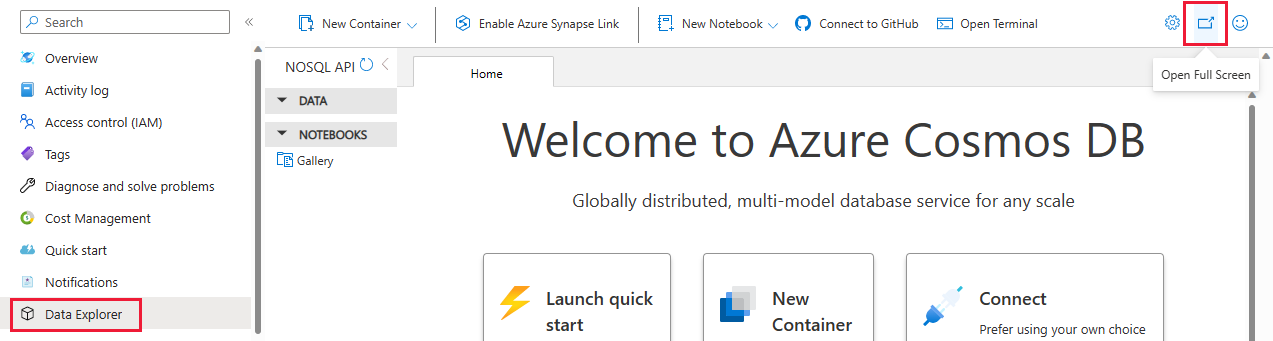 Search
New Container
Enable Azure Synapse Link
New Notebook
Connect to GitHub
Open Terminal
Open Full Screen
Overview
Activity log
Access control (IAM)
Tags
Diagnose and solve problems
Cost Management
Quick start
Notifications
Data Explorer
NOSQL API
DATA
NOTEBOOKS
Gallery
Home
Welcome to Azure Cosmos DB
Globally distributed, multi-model database service for any scale
Launch quick
start
New
Container
Connect
Prefer using your own choice